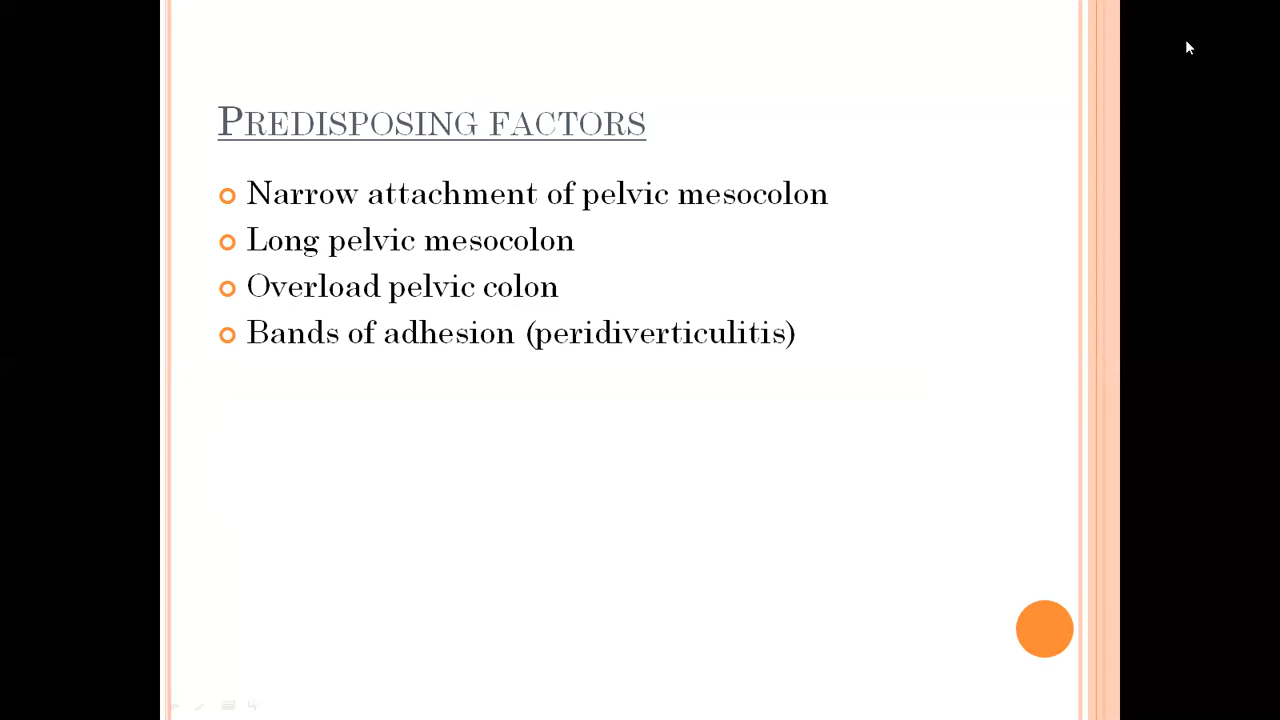 PREDISPOSING FACTORS
Narrow attachment of pelvic mesocolon
Long pelvic mesocolon
Overload pelvic colon
Bands of adhesion (peridiverticulitis)